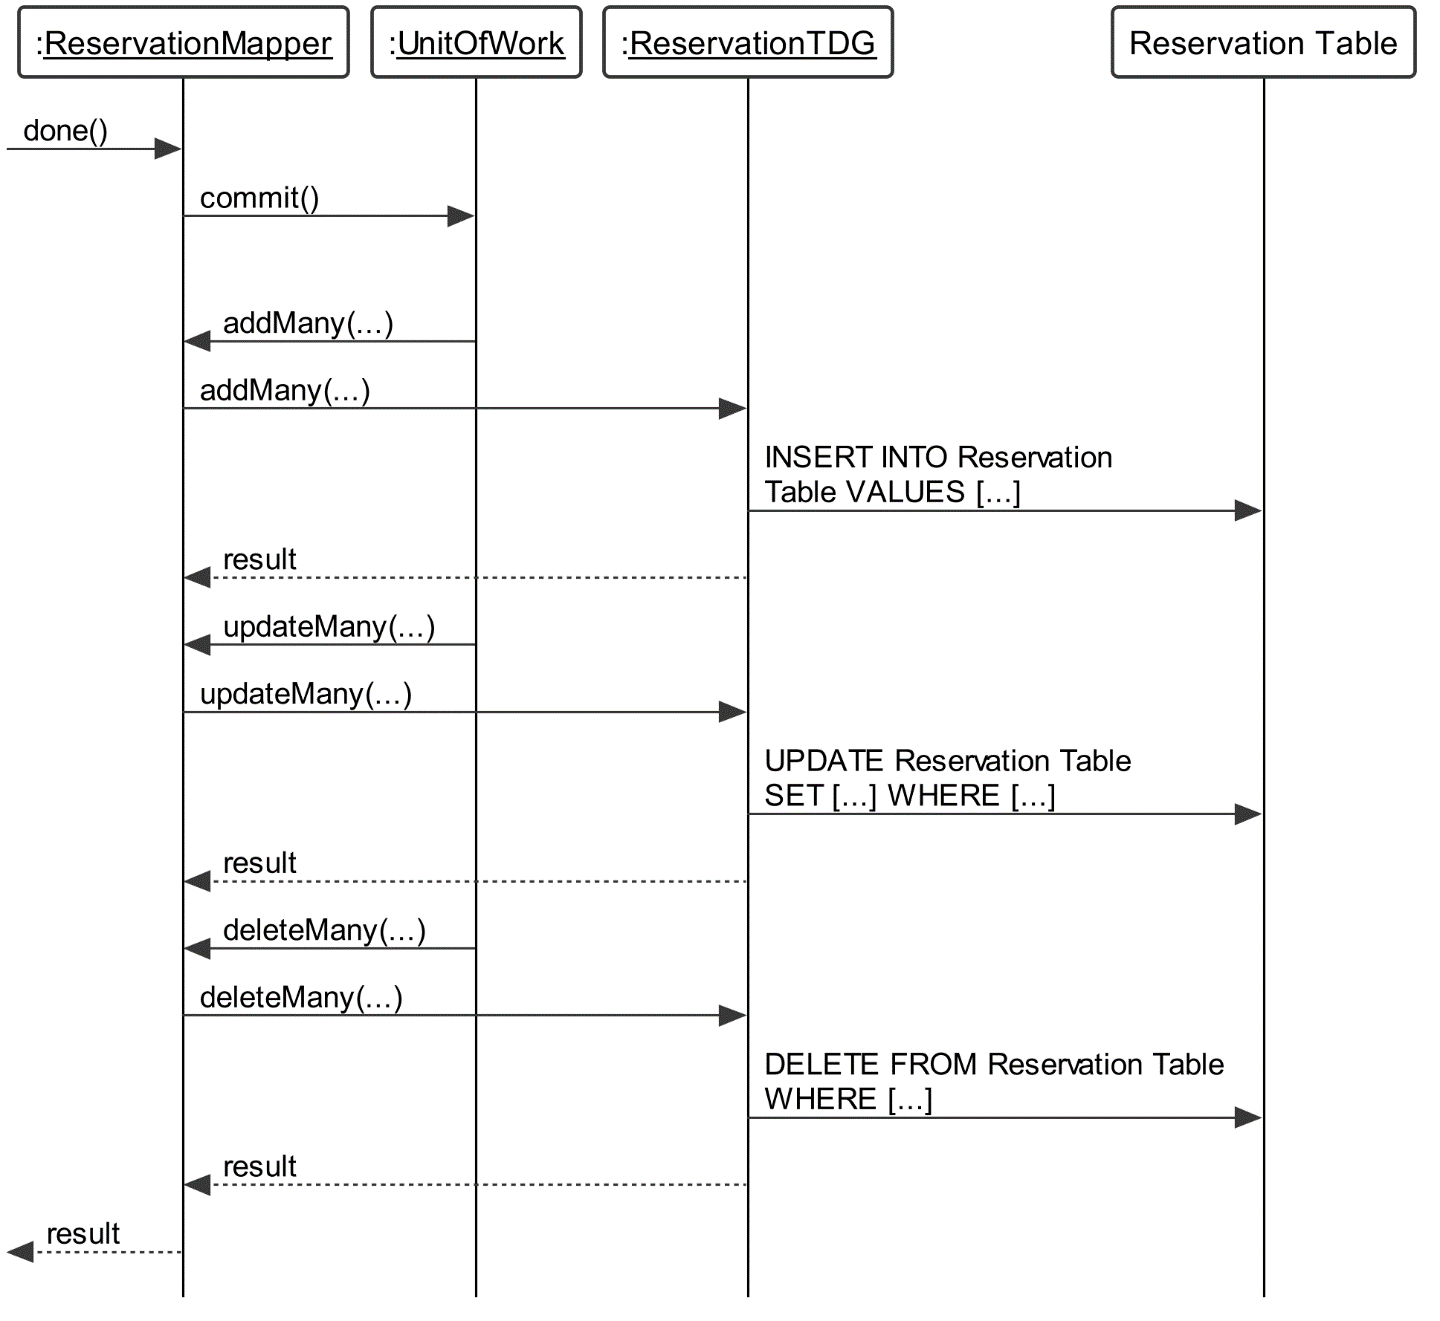 :ReservationMapper
:UnitOfWork
:ReservationTDG
Reservation Table
done()
commit()
addMany(...)
addMany(...)
INSERT INTO Reservation
Table VALUES [...]
result
updateMany(...)
updateMany(...)
UPDATE Reservation Table
SET [...] WHERE [...]
result
deleteMany(...)
deleteMany(...)
DELETE FROM Reservation Table
WHERE [...]
result
result